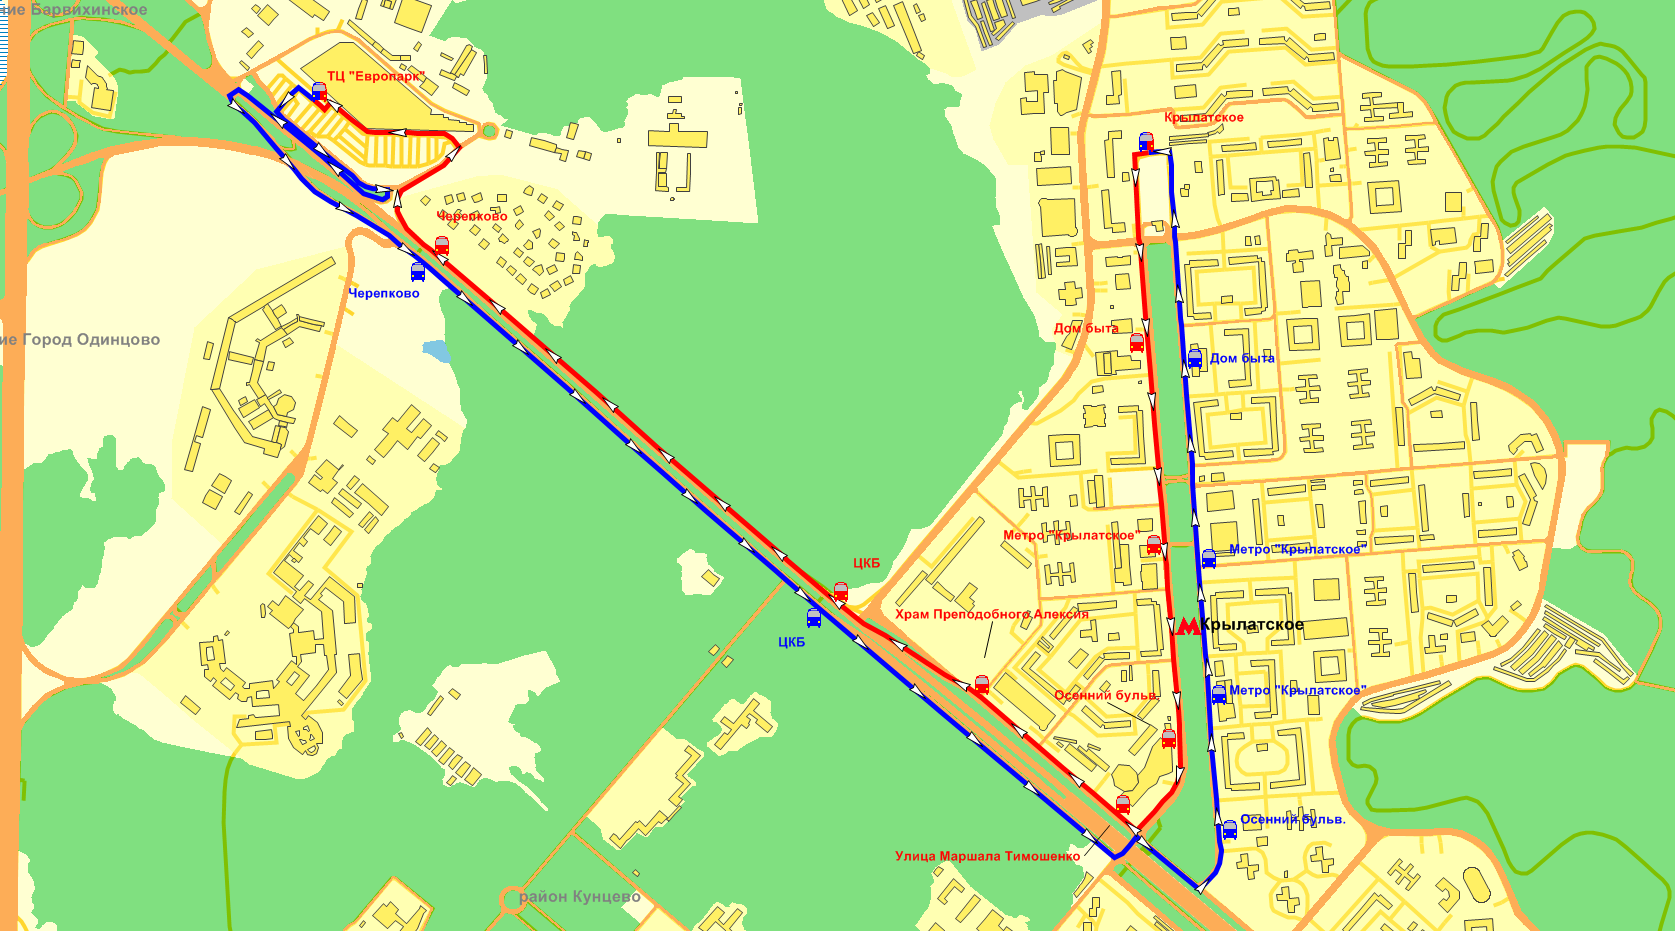 ние Барвихинское
ТЦ "Европарк"
Крылатское
Черепково
Черепково
Дом быта
ие Город Одинцово
Дом быта
Метро "Крылатское"
Метро "Крылатское"
ЦКБ
Храм Преподобного Алексия
Крылатское
ЦКБ
Осенний бульв.
Метро "Крылатское"
Осенний бульв.
Улица Маршала Тимошенко
район Кунцево